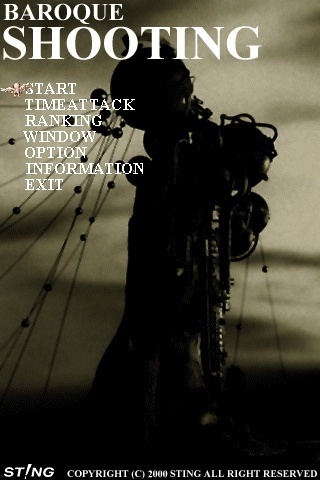 BAROQUE
SHOOTING
START
TIMEATTACK
RANKING
WINDOW
OPTION
INFORMATION
EXIT
STING COPYRIGHT (C) 2000 STING ALL RIGHT RESERVED